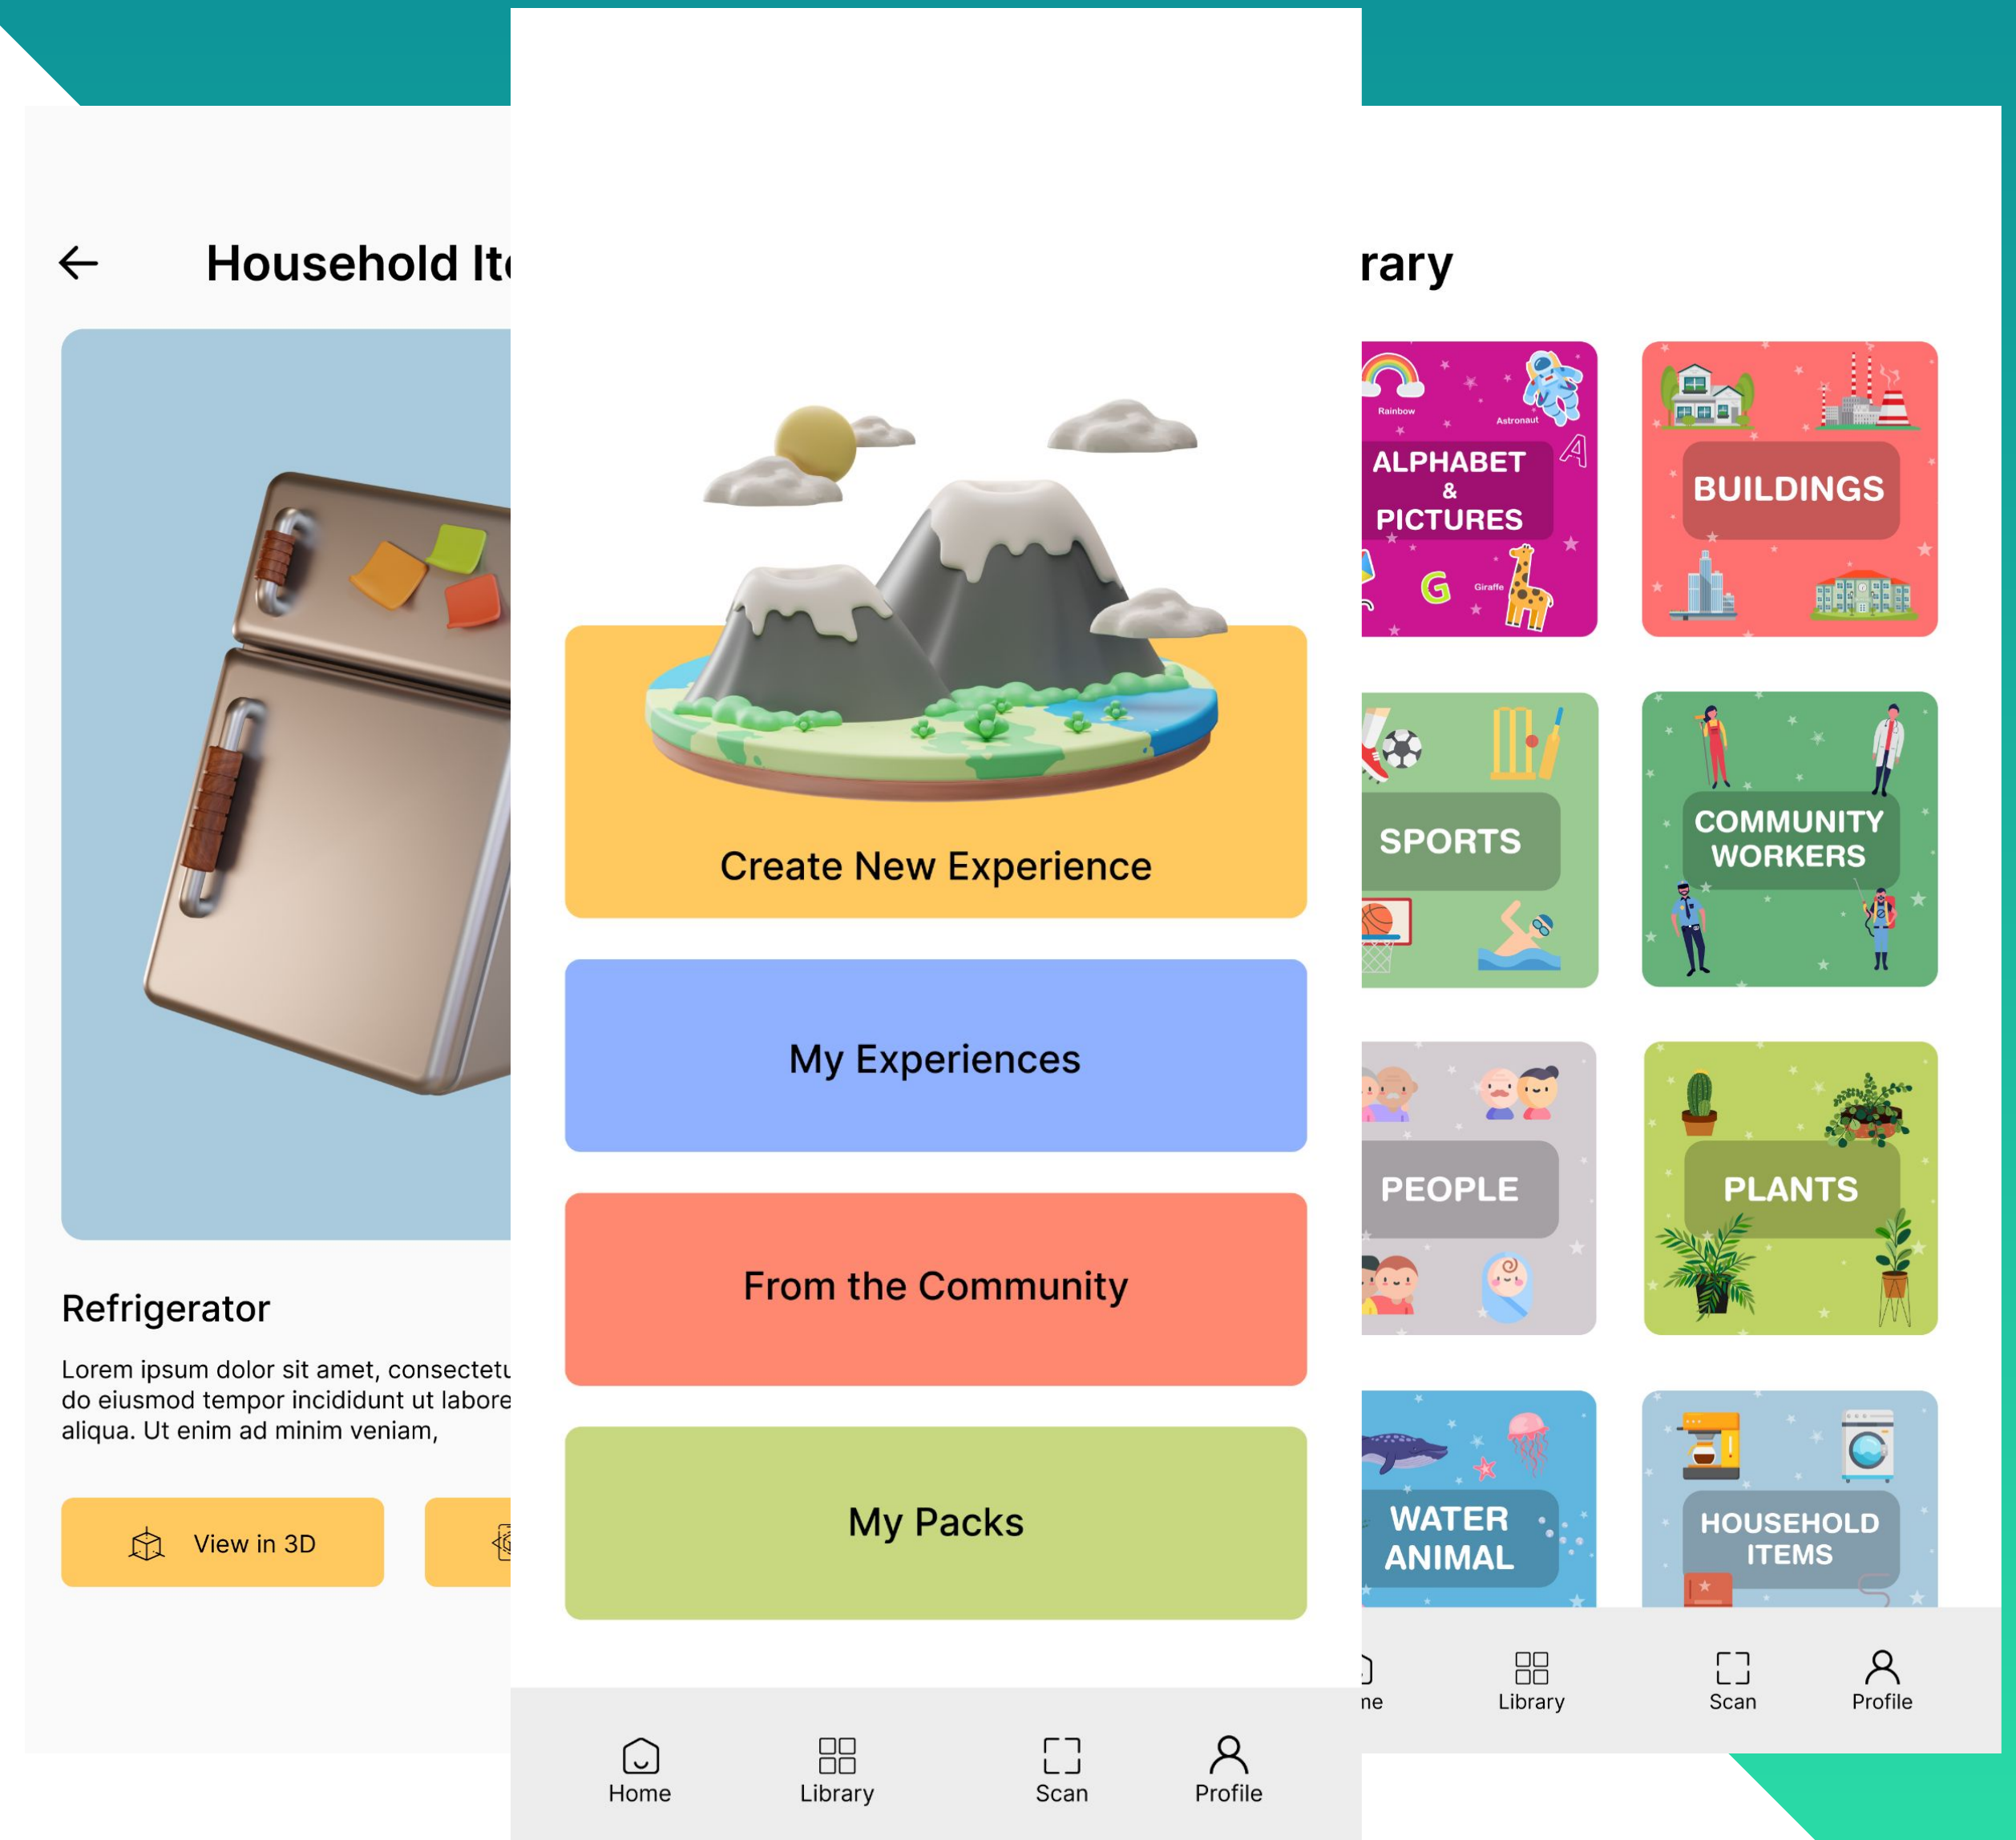 Household Ite
Refrigerator
Lorem ipsum dolor sit amet, consectetu
do eiusmod tempor incididunt ut labore
aliqua. Ut enim ad minim veniam,
View in 3D
Create New Experience
My Experiences
From the Community
My Packs
Home
Library
Scan
Profile
rary
Rainbow
Astronaut
A
ALPHABET
&
PICTURES
G
Giraffe
BUILDINGS
SPORTS
COMMUNITY
WORKERS
PEOPLE
PLANTS
WATER
ANIMAL
HOUSEHOLD
ITEMS
me
Library
Scan
Profile